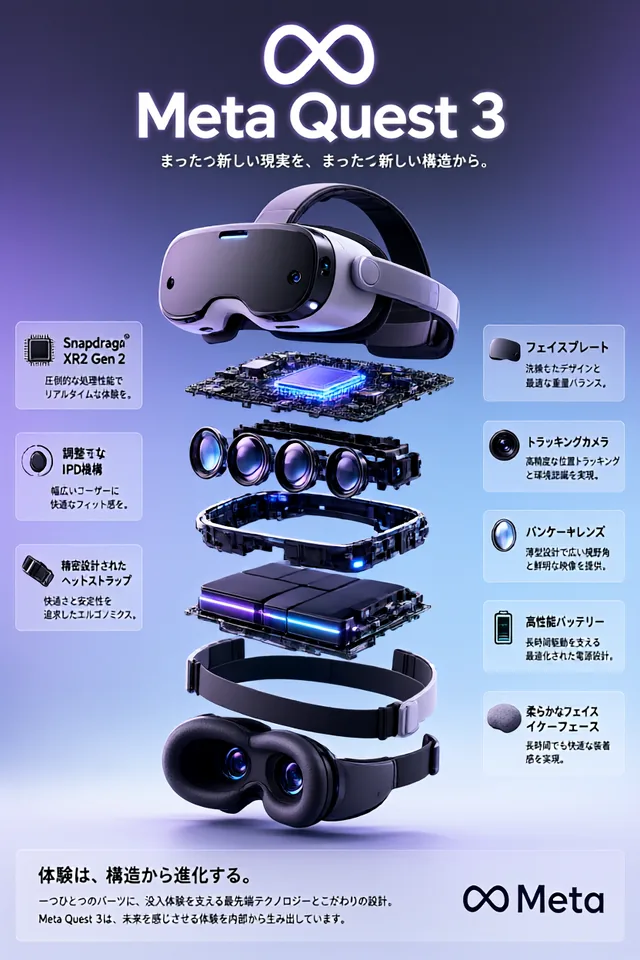 Meta Quest 3
まったつ新しい現実を、まったつ新しい構造から。
Snapdraga®
XR2 Gen 2
圧倒的な処理性能で
リアルタイムな体験を。
IPD機構
幅広いコーザーに
快適なフィット感を。
精密設計された
ヘッドストラップ
快適さと安定性を
追求したエルゴノミクス。
フェイスプレート
洗練もたデザインと
最適な重量バランス。
トラッキングカメラ
高精度な位置トラッキング
と環境認識を実現。
パンケーキレンズ
薄型設計で広い視野角
と鮮明な映像を提供。
高性能バッテリー
長時間駆動を支える
最適化された電源設計。
柔らかなフェイス
イケーフェース
長時間でも快適な装着
感を実現。
体験は、構造から進化する。
一つひとつのパーツに、没入体験を支える最先端テクノロジーとこだわりの設計。
Meta Quest 3は、未来を感じさせる体験を内部から生み出しています。
Meta